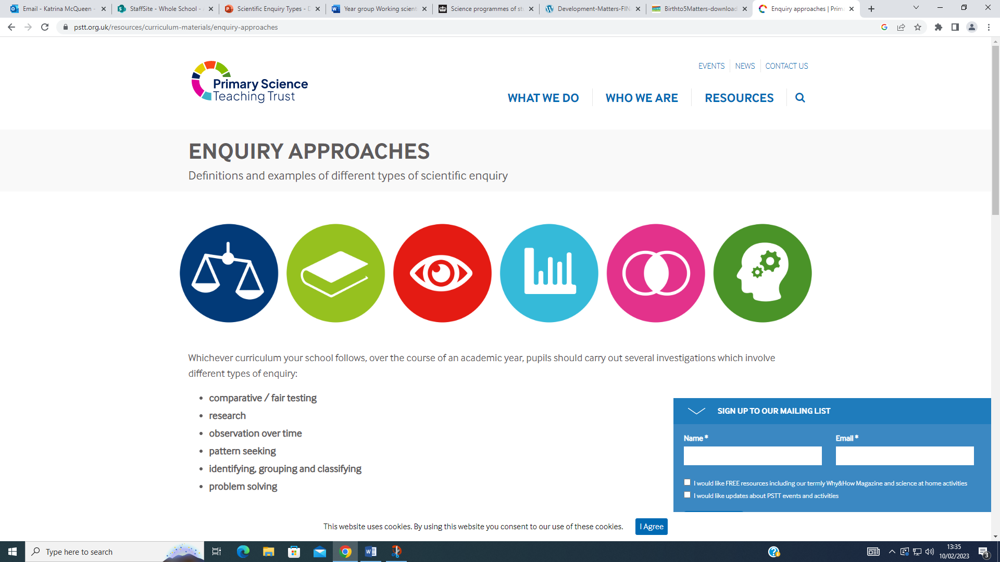 Email - Katrina McQueen -
StaffSite - Whole School -
Scientific Enquiry Types -
Year group Working scient
Science programmes of stu
Development-Matters-FIN
Birthto5Matters-download
Enquiry approaches | Prim
pstt.org.uk/resources/curriculum-materials/enquiry-approaches
Primary Science
Teaching Trust
EVENTS
NEWS
CONTACT US
WHAT WE DO
WHO WE ARE
RESOURCES
ENQUIRY APPROACHES
Definitions and examples of different types of scientific enquiry
Whichever curriculum your school follows, over the course of an academic year, pupils should carry out several investigations which involve
different types of enquiry:
• comparative / fair testing
• research
• observation over time
• pattern seeking
• identifying, grouping and classifying
• problem solving
SIGN UP TO OUR MAILING LIST
Name *
Email *
I would like FREE resources including our termly Why&How Magazine and science at home activities
I would like updates about PSTT events and activities
This website uses cookies. By using this website you consent to our use of these cookies.
I Agree
Type here to search
13:35
10/02/2023
3